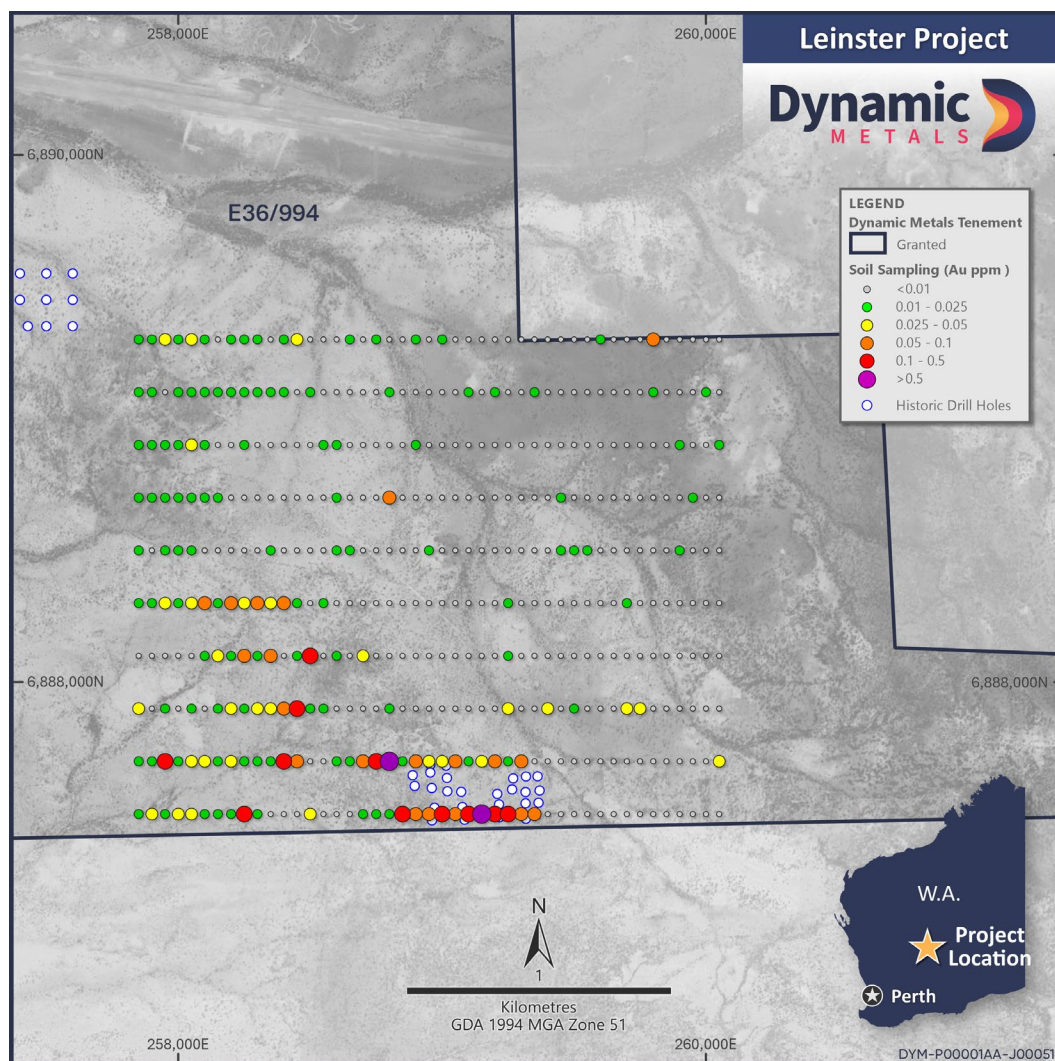 258,000E
260,000E
Leinster Project
Dynamic
METALS
6,890,000N
E36/994
LEGEND
Dynamic Metals Tenement
Granted
Soil Sampling (Au ppm )
<0.01
0.01 - 0.025
0.025 - 0.05
0.05 - 0.1
0.1 - 0.5
>0.5
Historic Drill Holes
6,888,000N
6,888,000N
W.A.
Project
Location
Perth
N
1
Kilometres
GDA 1994 MGA Zone 51
258,000E
260,000E